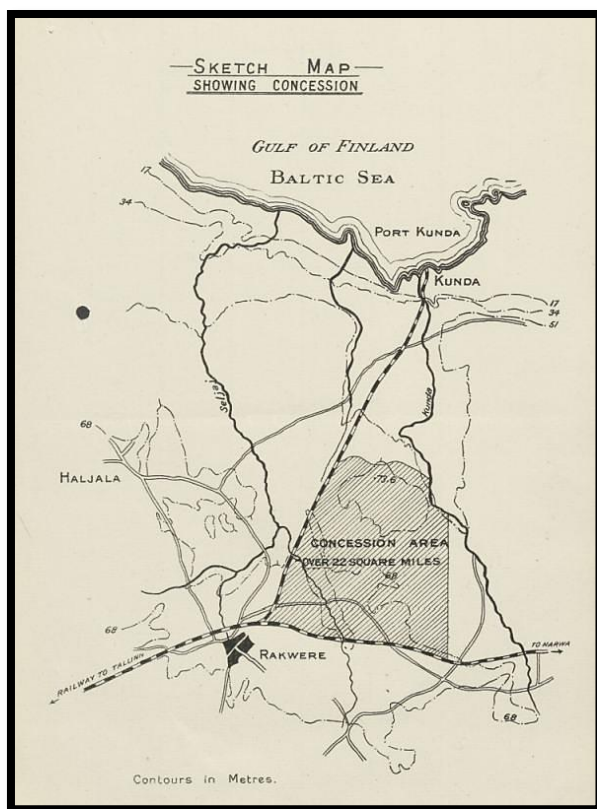 SKETCH MAP
SHOWING CONCESSION
GULF OF FINLAND
BALTIC SEA
17
34
PORT KUNDA
KUNDA
17
34
51
Selja
Kunda
68
HALJALA
.73.6
CONCESSION AREA
OVER 22 SQUARE MILES
68
68
RAKWERE
TO NARWA
RAILWAY TO TALLINN
68
Contours in Metres.